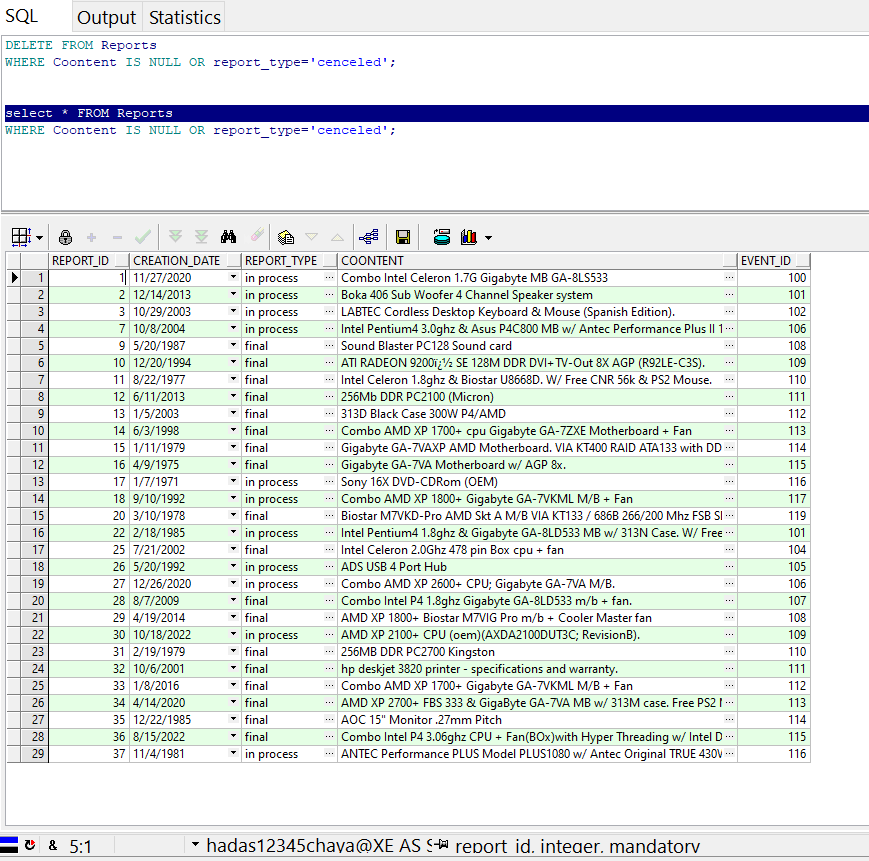 SQL Output Statistics
DELETE FROM Reports
WHERE Coontent IS NULL OR report_type='cenceled';
select * FROM Reports
WHERE Coontent IS NULL OR report_type='cenceled';
REPORT_ID CREATION_DATE REPORT_TYPE COONTENT EVENT_ID
1 1 11/27/2020 in process Combo Intel Celeron 1.7G Gigabyte MB GA-8LS533 100
2 2 12/14/2013 in process Boka 406 Sub Woofer 4 Channel Speaker system 101
3 3 10/29/2003 in process LABTEC Cordless Desktop Keyboard & Mouse (Spanish Edition). 102
4 7 10/8/2004 in process Intel Pentium4 3.0ghz & Asus P4C800 MB w/ Antec Performance Plus II 1 106
5 9 5/20/1987 final Sound Blaster PC128 Sound card 108
6 10 12/20/1994 final ATI RADEON 9200ï¿½ SE 128M DDR DVI+TV-Out 8X AGP (R92LE-C3S). 109
7 11 8/22/1977 final Intel Celeron 1.8ghz & Biostar U8668D. W/ Free CNR 56k & PS2 Mouse. 110
8 12 6/11/2013 final 256Mb DDR PC2100 (Micron) 111
9 13 1/5/2003 final 313D Black Case 300W P4/AMD 112
10 14 6/3/1998 final Combo AMD XP 1700+ cpu Gigabyte GA-7ZXE Motherboard + Fan 113
11 15 1/11/1979 final Gigabyte GA-7VAXP AMD Motherboard. VIA KT400 RAID ATA133 with DD 114
12 16 4/9/1975 final Gigabyte GA-7VA Motherboard w/ AGP 8x. 115
13 17 1/7/1971 in process Sony 16X DVD-CDRom (OEM) 116
14 18 9/10/1992 in process Combo AMD XP 1800+ Gigabyte GA-7VKML M/B + Fan 117
15 20 3/10/1978 final Biostar M7VKD-Pro AMD Skt A M/B VIA KT133 / 686B 266/200 Mhz FSB 119
16 22 2/18/1985 in process Intel Pentium4 1.8ghz & Gigabyte GA-8LD533 MB w/ 313N Case. W/ Free 101
17 25 7/21/2002 final Intel Celeron 2.0Ghz 478 pin Box cpu + fan 104
18 26 5/20/1992 in process ADS USB 4 Port Hub 105
19 27 12/26/2020 in process Combo AMD XP 2600+ CPU; Gigabyte GA-7VA M/B. 106
20 28 8/7/2009 final Combo Intel P4 1.8ghz Gigabyte GA-8LD533 m/b + fan. 107
21 29 4/19/2014 final AMD XP 1800+ Biostar M7VIG Pro m/b + Cooler Master fan 108
22 30 10/18/2022 in process AMD XP 2100+ CPU (oem)(AXDA2100DUT3C; RevisionB). 109
23 31 2/19/1979 final 256MB DDR PC2700 Kingston 110
24 32 10/6/2001 final hp deskjet 3820 printer - specifications and warranty. 111
25 33 1/8/2016 final Combo AMD XP 1700+ Gigabyte GA-7VKML M/B + Fan 112
26 34 4/14/2020 final AMD XP 2700+ FBS 333 & GigaByte GA-7VA MB w/ 313M case. Free PS2 113
27 35 12/22/1985 final AOC 15" Monitor .27mm Pitch 114
28 36 8/15/2022 final Combo Intel P4 3.06ghz CPU + Fan(BOx)with Hyper Threading w/ Intel D 115
29 37 11/4/1981 in process ANTEC Performance PLUS Model PLUS1080 w/ Antec Original TRUE 430W 116
& 5:1 hadas12345chaya@XE AS report_id, integer, mandatory